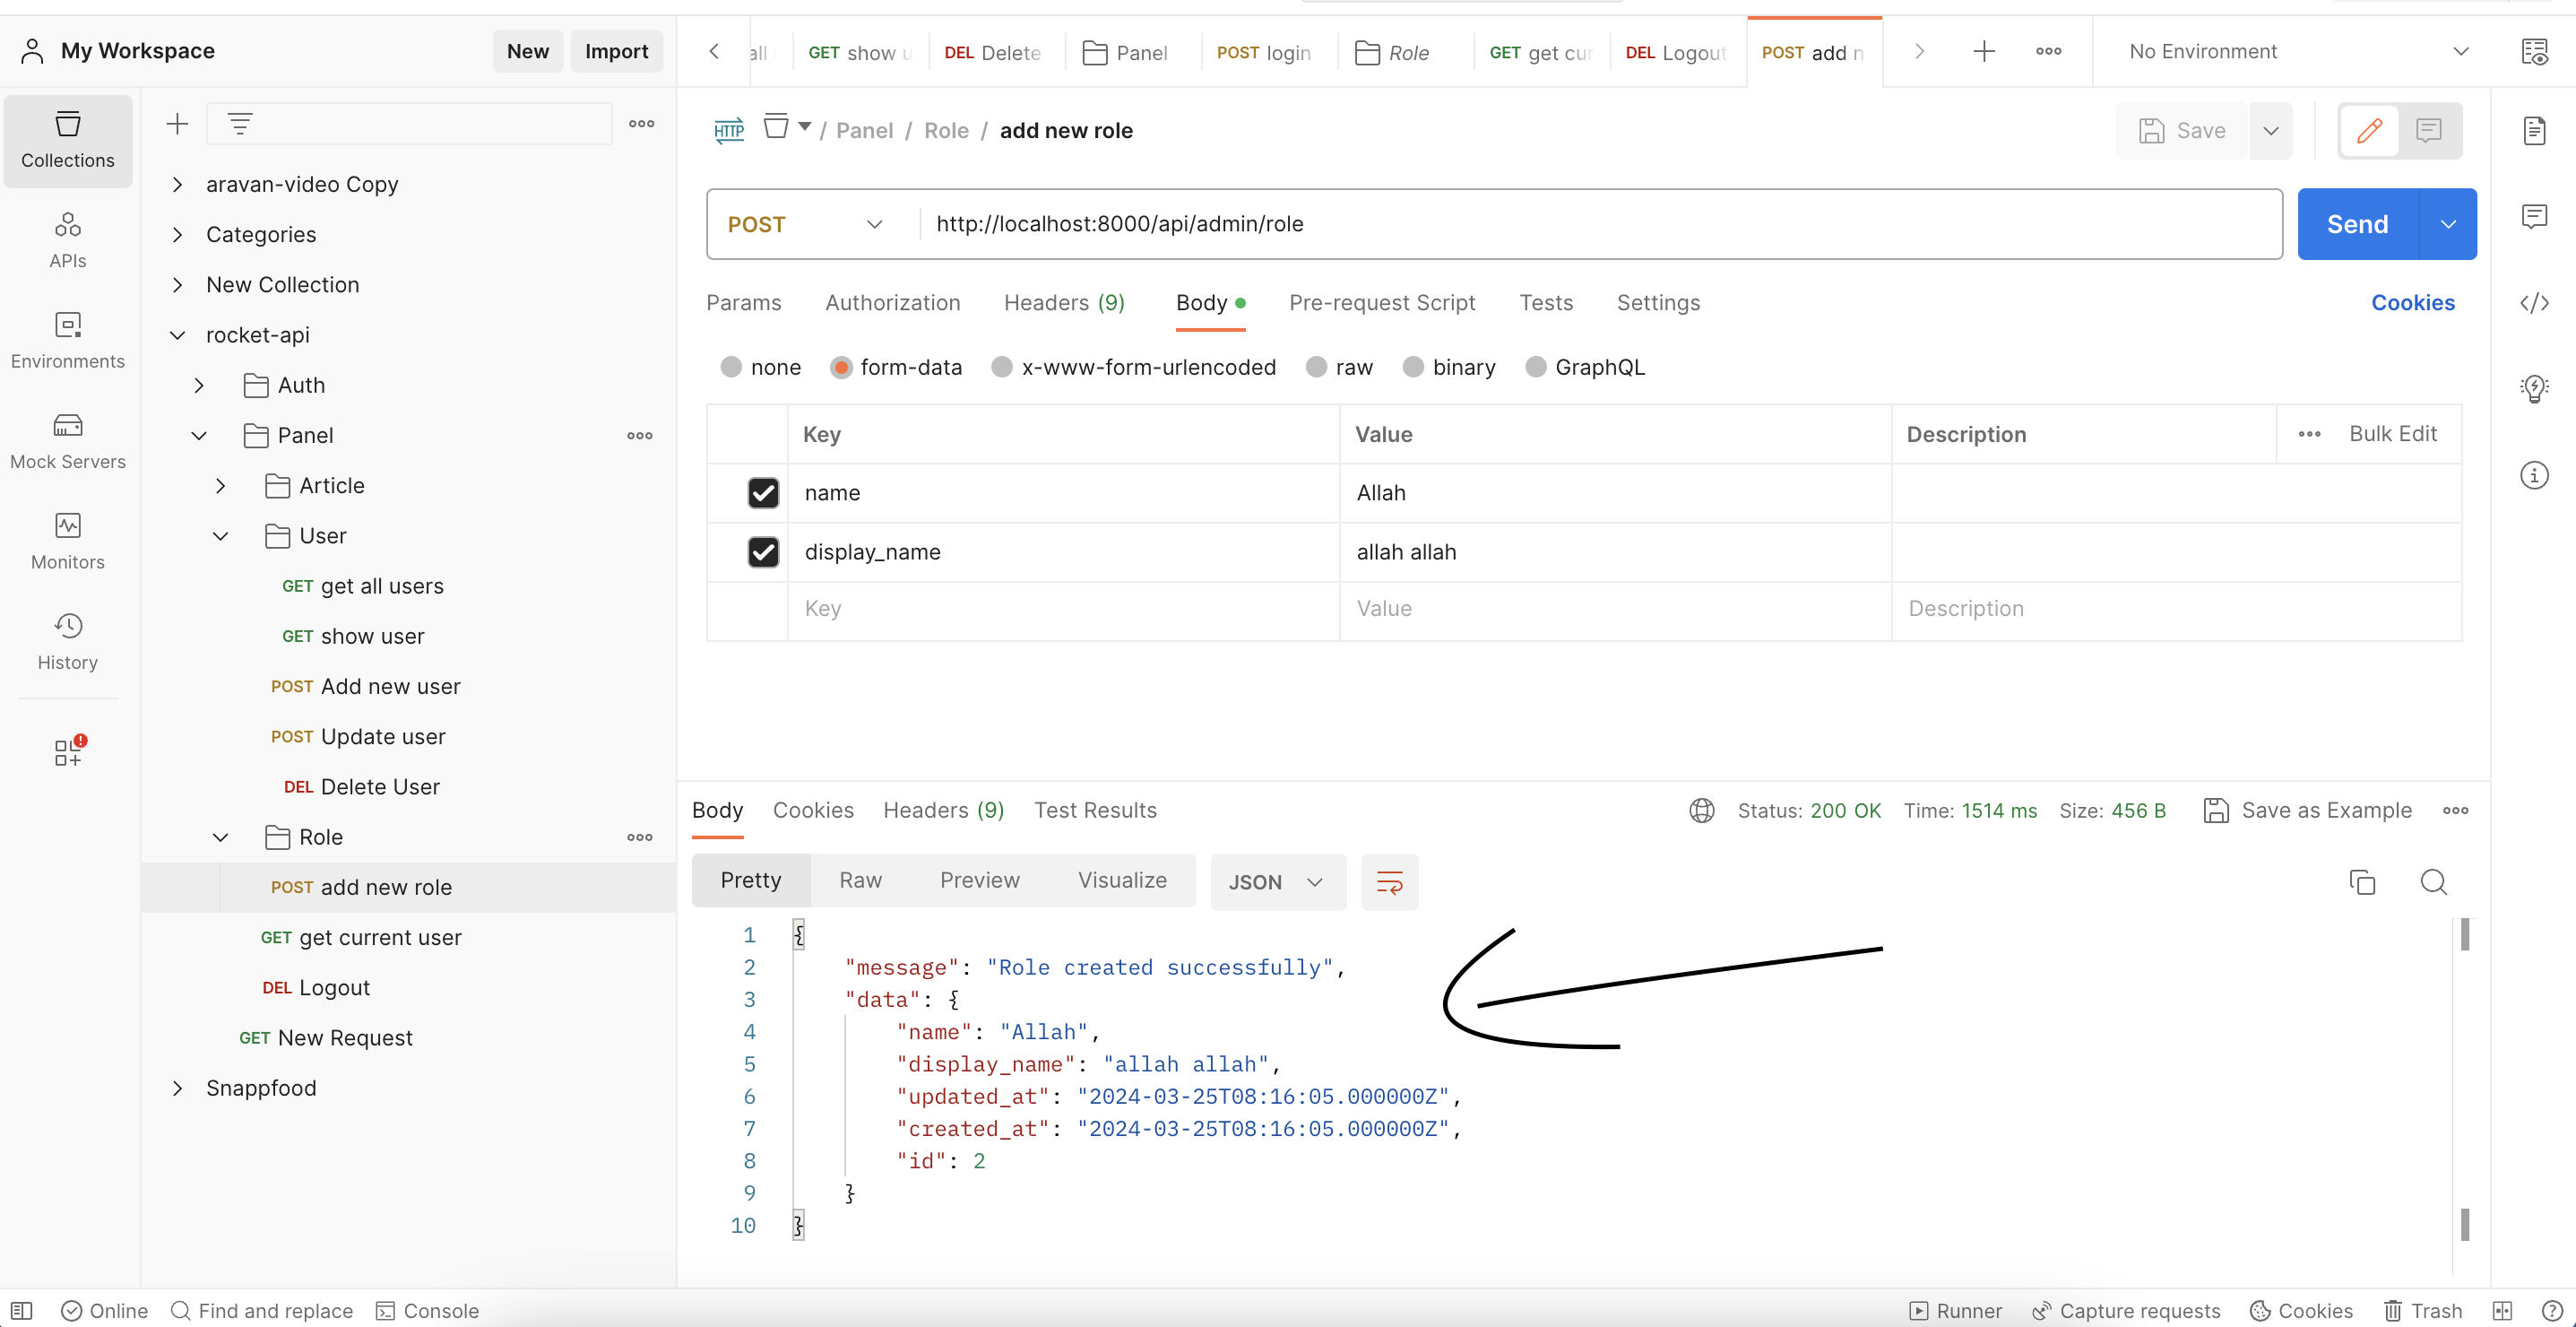 My Workspace
New
Import
all
GET show u
DEL Delete
Panel
POST login
Role
GET get cur
DEL Logout
POST add n
No Environment
Collections
APIs
Environments
Mock Servers
Monitors
History
aravan-video Copy
Categories
New Collection
rocket-api
Auth
Panel
Article
User
GET get all users
GET show user
POST Add new user
POST Update user
DEL Delete User
Role
POST add new role
GET get current user
DEL Logout
GET New Request
Snappfood
HTTP / Panel / Role / add new role
Save
POST http://localhost:8000/api/admin/role
Send
Params Authorization Headers (9) Body Pre-request Script Tests Settings Cookies
none form-data x-www-form-urlencoded raw binary GraphQL
Key Value Description Bulk Edit
name Allah
display_name allah allah
Key Value Description
Body Cookies Headers (9) Test Results Status: 200 OK Time: 1514 ms Size: 456 B Save as Example
Pretty Raw Preview Visualize JSON
1 {
2 "message": "Role created successfully",
3 "data": {
4 "name": "Allah",
5 "display_name": "allah allah",
6 "updated_at": "2024-03-25T08:16:05.000000Z",
7 "created_at": "2024-03-25T08:16:05.000000Z",
8 "id": 2
9 }
10 }
Online Find and replace Console Runner Capture requests Cookies Trash